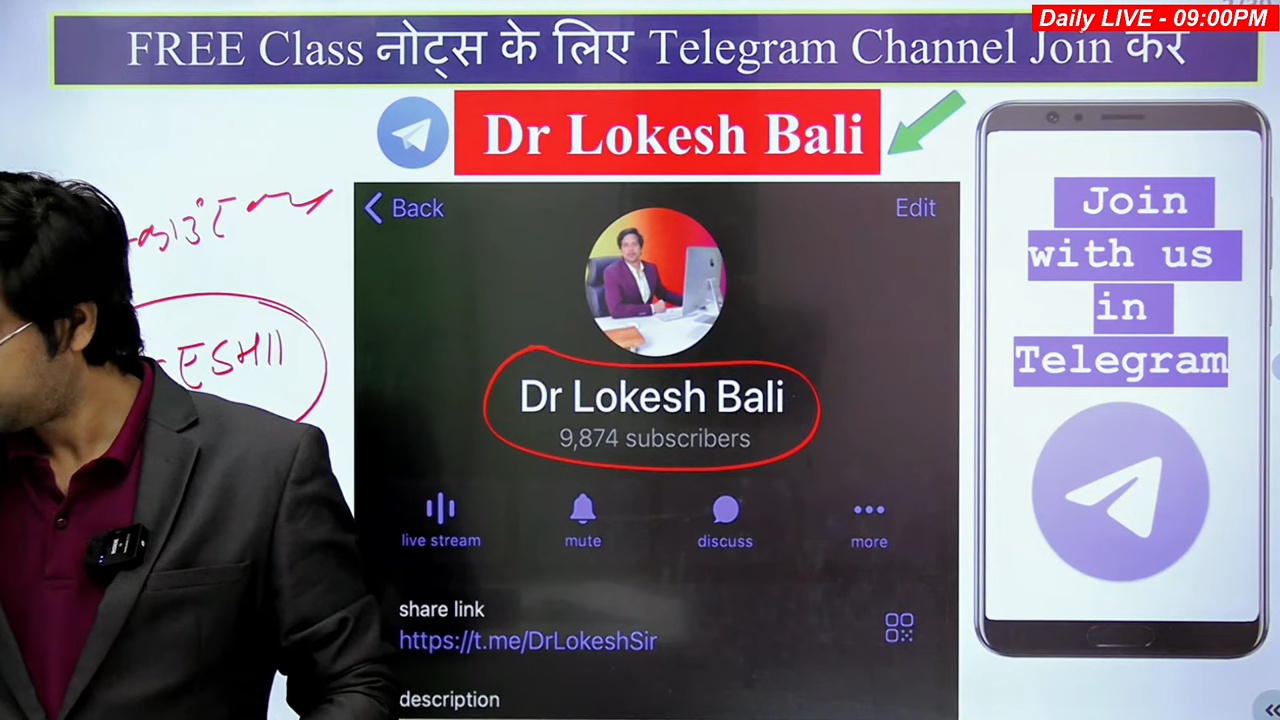 Daily LIVE - 09:00PM
FREE Class नोट्स के लिए Telegram Channel Join करें
Dr Lokesh Bali
Back
Edit
Dr Lokesh Bali
9,874 subscribers
live stream
mute
discuss
more
share link
https://t.me/DrLokeshSir
description
Join
with us
in
Telegram
ESH11